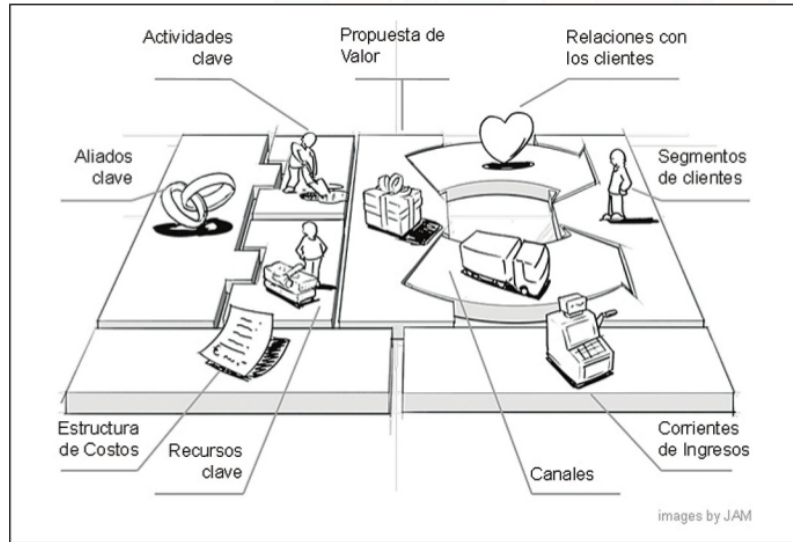 Actividades
clave
Propuesta de
Valor
Relaciones con
los clientes
Aliados
clave
Segmentos
de clientes
Estructura
de Costos
Recursos
clave
Canales
Corrientes
de Ingresos
images by JAM